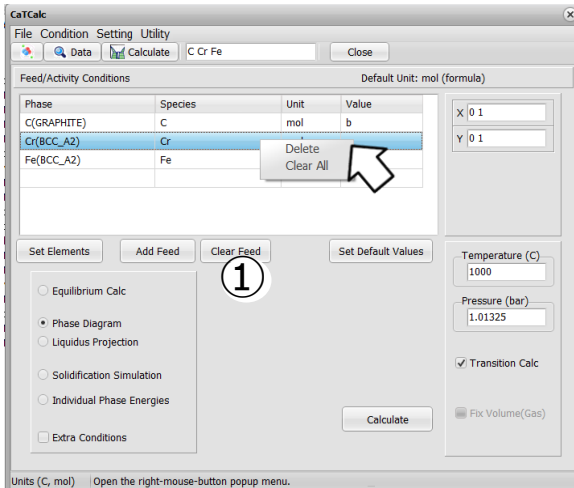 CaTCalc
File Condition Setting Utility
Data Calculate C Cr Fe Close
Feed/Activity Conditions Default Unit: mol (formula)
Phase Species Unit Value
C(GRAPHITE) C mol b
Cr(BCC_A2) Cr
Fe(BCC_A2) Fe
Delete
Clear All
X 0 1
Y 0 1
Set Elements Add Feed Clear Feed Set Default Values
1
Equilibrium Calc
Phase Diagram
Liquidus Projection
Solidification Simulation
Individual Phase Energies
Extra Conditions
Temperature (C)
1000
Pressure (bar)
1.01325
Transition Calc
Fix Volume(Gas)
Calculate
Units (C, mol) Open the right-mouse-button popup menu.